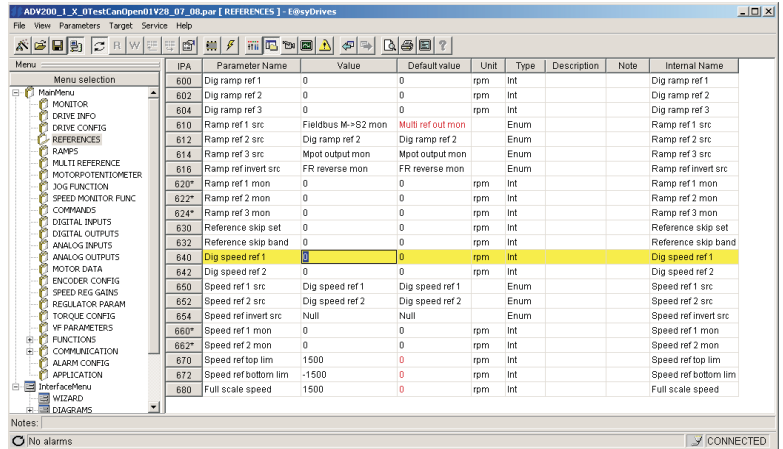 ADV200_1_X_0TestCanOpen01V28_07_08.par [ REFERENCES ] - E@syDrives
File View Parameters Target Service Help
R W
Menu
Menu selection
MainMenu
MONITOR
DRIVE INFO
DRIVE CONFIG
REFERENCES
RAMPS
MULTI REFERENCE
MOTORPOTENTIOMETER
JOG FUNCTION
SPEED MONITOR FUNC
COMMANDS
DIGITAL INPUTS
DIGITAL OUTPUTS
ANALOG INPUTS
ANALOG OUTPUTS
MOTOR DATA
ENCODER CONFIG
SPEED REG GAINS
REGULATOR PARAM
TORQUE CONFIG
VF PARAMETERS
FUNCTIONS
COMMUNICATION
ALARM CONFIG
APPLICATION
InterfaceMenu
WIZARD
DIAGRAMS
IPA Parameter Name Value Default value Unit Type Description Note Internal Name
600 Dig ramp ref 1 0 0 rpm Int Dig ramp ref 1
602 Dig ramp ref 2 0 0 rpm Int Dig ramp ref 2
604 Dig ramp ref 3 0 0 rpm Int Dig ramp ref 3
610 Ramp ref 1 src Fieldbus M->S2 mon Multi ref out mon Enum Ramp ref 1 src
612 Ramp ref 2 src Dig ramp ref 2 Dig ramp ref 2 Enum Ramp ref 2 src
614 Ramp ref 3 src Mpot output mon Mpot output mon Enum Ramp ref 3 src
616 Ramp ref invert src FR reverse mon FR reverse mon Enum Ramp ref invert src
620* Ramp ref 1 mon 0 0 rpm Int Ramp ref 1 mon
622* Ramp ref 2 mon 0 0 rpm Int Ramp ref 2 mon
624* Ramp ref 3 mon 0 0 rpm Int Ramp ref 3 mon
630 Reference skip set 0 0 rpm Int Reference skip set
632 Reference skip band 0 0 rpm Int Reference skip band
640 Dig speed ref 1 0 0 rpm Int Dig speed ref 1
642 Dig speed ref 2 0 0 rpm Int Dig speed ref 2
650 Speed ref 1 src Dig speed ref 1 Dig speed ref 1 Enum Speed ref 1 src
652 Speed ref 2 src Dig speed ref 2 Dig speed ref 2 Enum Speed ref 2 src
654 Speed ref invert src Null Null Enum Speed ref invert src
660* Speed ref 1 mon 0 0 rpm Int Speed ref 1 mon
662* Speed ref 2 mon 0 0 rpm Int Speed ref 2 mon
670 Speed ref top lim 1500 0 rpm Int Speed ref top lim
672 Speed ref bottom lim -1500 0 rpm Int Speed ref bottom lim
680 Full scale speed 1500 rpm Int Full scale speed
Notes:
No alarms CONNECTED